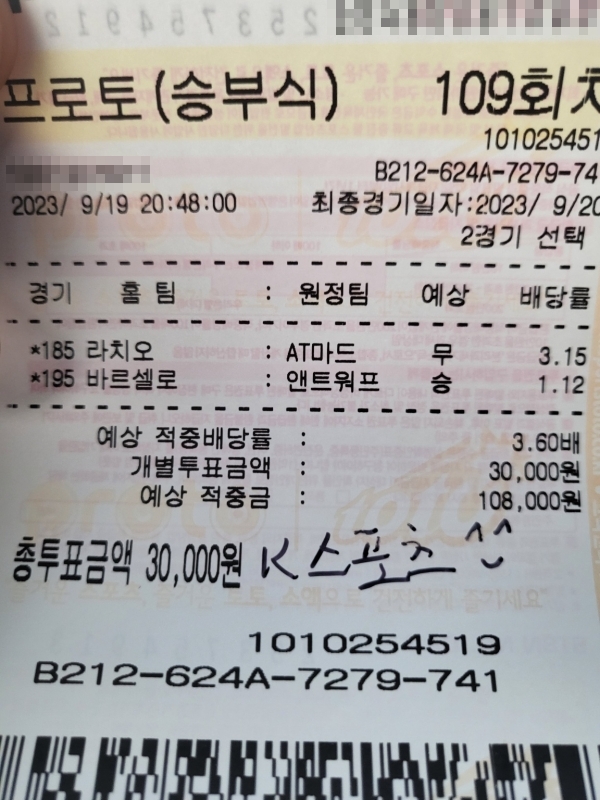 프로토(승부식) 109회차
101025451
B212-624A-7279-74
2023/ 9/19 20:48:00 최종경기일자:2023/ 9/20
2경기 선택
경기 홈팀 : 원정팀 예상 배당률
*185 라치오 : AT마드 무 3.15
*195 바르셀로 : 앤트워프 승 1.12
예상 적중배당률 : 3.60배
개별투표금액 : 30,000원
예상 적중금 : 108,000원
총투표금액 30,000원 K스포츠 ^^
1010254519
B212-624A-7279-741